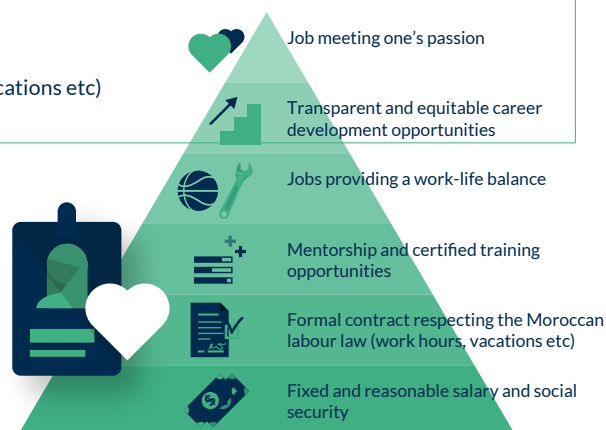 Job meeting one's passion
cations etc)
Transparent and equitable career
development opportunities
Jobs providing a work-life balance
Mentorship and certified training
opportunities
Formal contract respecting the Moroccan
labour law (work hours, vacations etc)
Fixed and reasonable salary and social
security